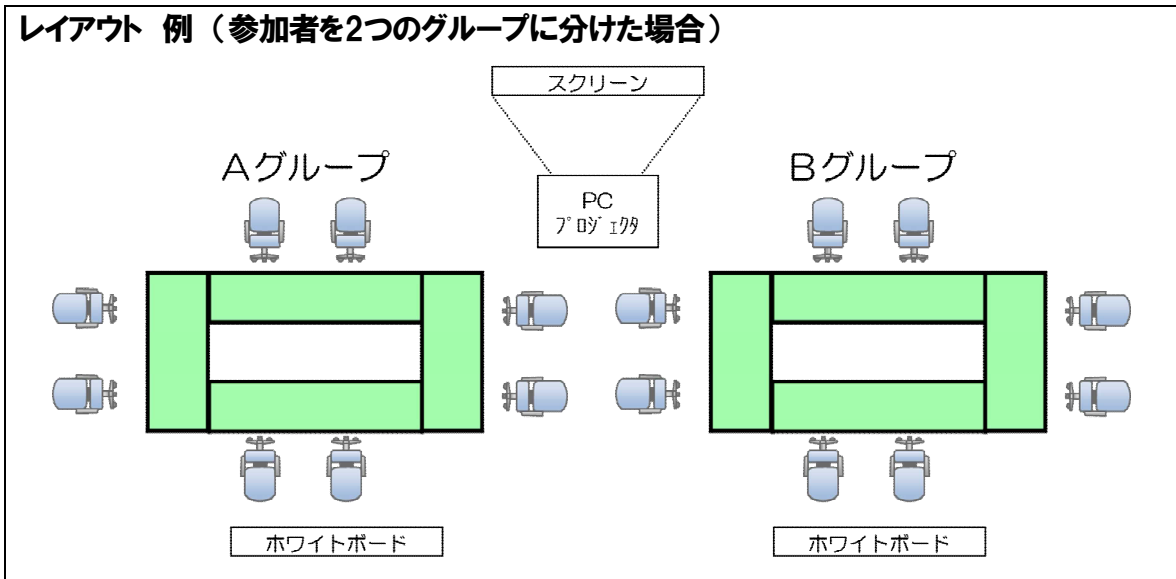 レイアウト 例 （参加者を2つのグループに分けた場合）
スクリーン
Aグループ
Bグループ
PC
ﾌﾟﾛｼﾞｪｸﾀ
ホワイトボード
ホワイトボード